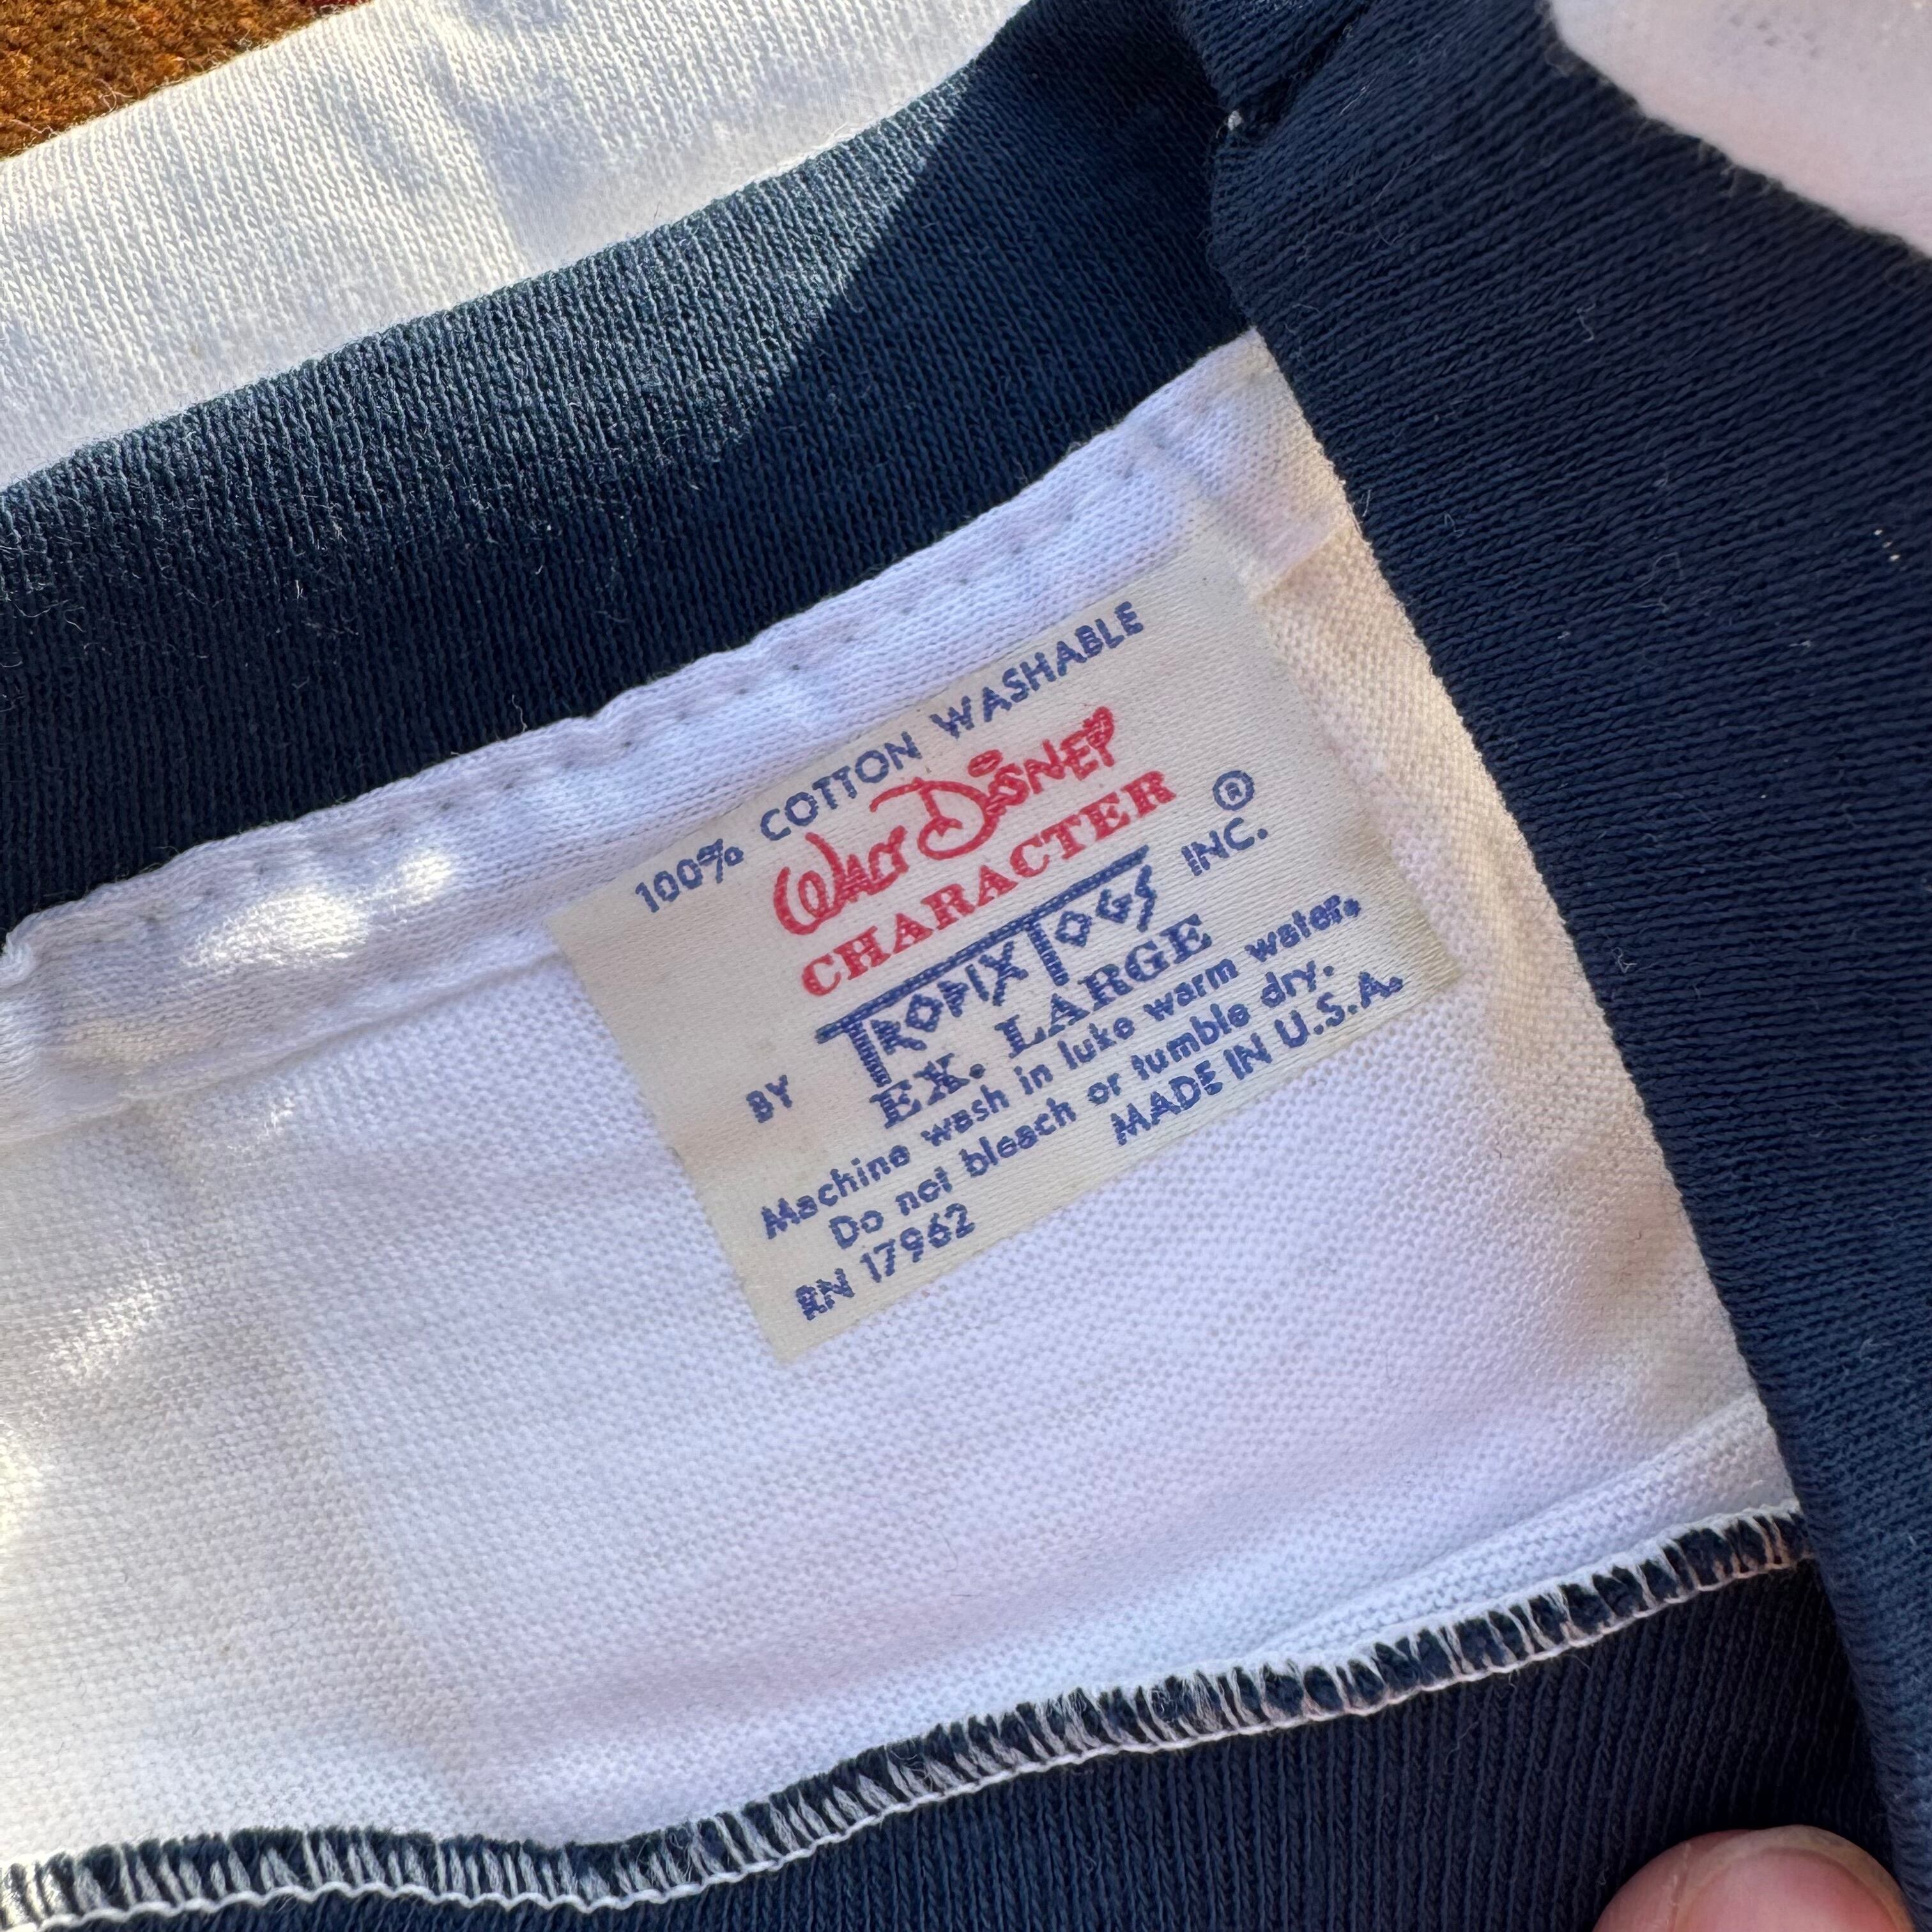 100% COTTON WASHABLE
WALT DISNEY
CHARACTER
BY TROPIX TOGS INC.®
EX. LARGE
Machine wash in luke warm water.
Do not bleach or tumble dry.
RN 17962 MADE IN U.S.A.